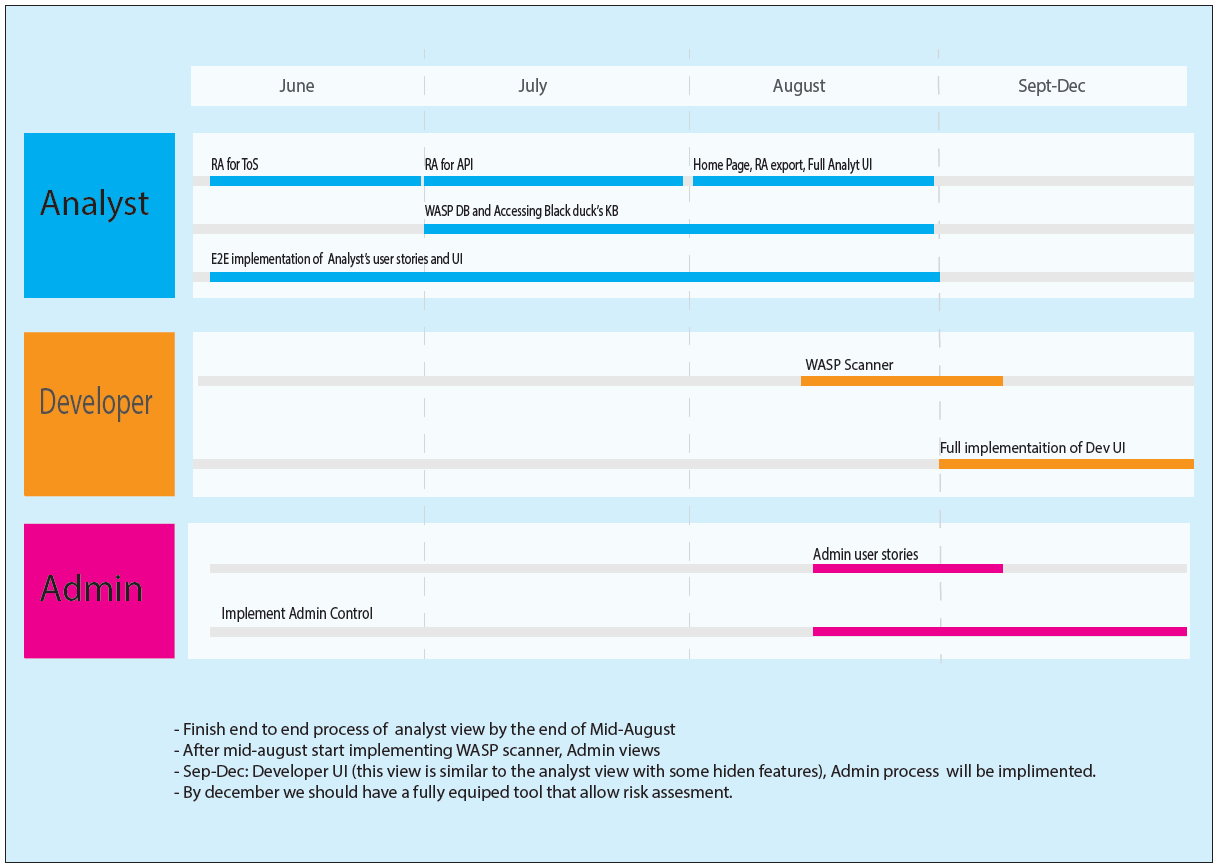 June July August Sept-Dec
Analyst
RA for ToS RA for API Home Page, RA export, Full Analyt UI
WASP DB and Accessing Black duck's KB
E2E implementation of Analyst's user stories and UI
Developer
WASP Scanner
Full implementaition of Dev UI
Admin
Admin user stories
Implement Admin Control
- Finish end to end process of analyst view by the end of Mid-August
- After mid-august start implementing WASP scanner, Admin views
- Sep-Dec: Developer UI (this view is similar to the analyst view with some hiden features), Admin process will be implimented.
- By december we should have a fully equiped tool that allow risk assesment.